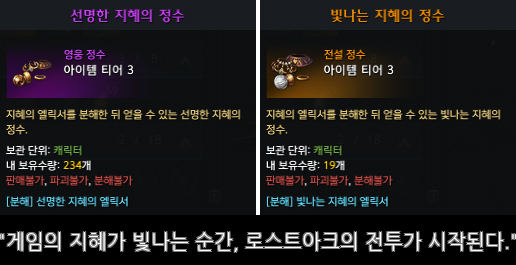 선명한 지혜의 정수
영웅 정수
아이템 티어 3
지혜의 엘릭서를 분해한 뒤 얻을 수 있는 선명한 지혜의
정수.
보관 단위: 캐릭터
내 보유수량: 234개
판매불가, 파괴불가, 분해불가
[분해] 선명한 지혜의 엘릭서
빛나는 지혜의 정수
전설 정수
아이템 티어 3
지혜의 엘릭서를 분해한 뒤 얻을 수 있는 빛나는 지혜의
정수.
보관 단위: 캐릭터
내 보유수량: 19개
판매불가, 파괴불가, 분해불가
[분해] 빛나는 지혜의 엘릭서
"게임의 지혜가 빛나는 순간, 로스트아크의 전투가 시작된다."